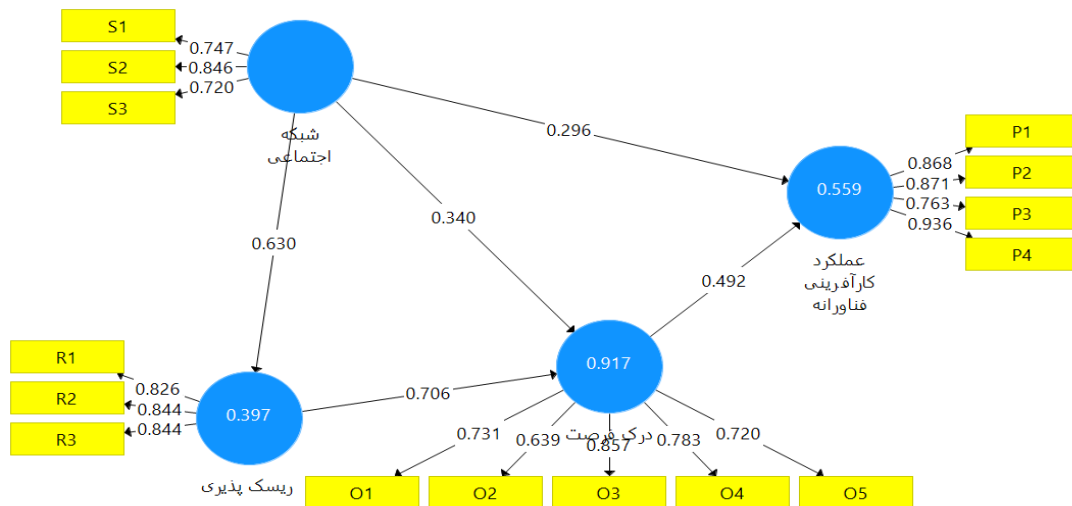 S1
S2
S3
0.747
0.846
0.720
شبکه
اجتماعی
0.296
0.340
0.630
P1
P2
P3
P4
0.868
0.871
0.763
0.936
0.559
عملکرد
کارآفرینی
فناورانه
0.492
0.917
درک فرصت
0.706
R1
R2
R3
0.826
0.844
0.844
0.397
ریسک پذیری
0.731
0.639
0.857
0.783
0.720
O1
O2
O3
O4
O5